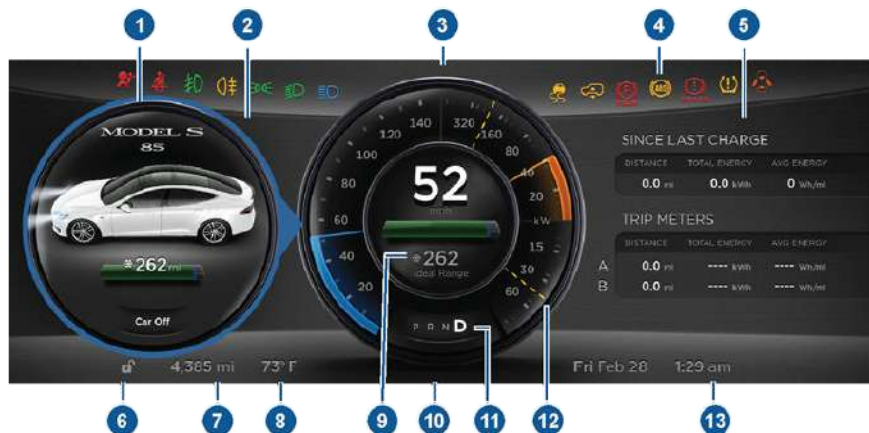 1 2 3 4 5
MODEL S
85
262 mi
Car Off
20 40 60 80 100 120 140
320 160 80 40 20
kW
15 30 60
52
mph
262
Ideal Range
P R N D
ABS
SINCE LAST CHARGE
DISTANCE TOTAL ENERGY AVG ENERGY
0.0 mi 0.0 kWh 0 Wh/mi
TRIP METERS
DISTANCE TOTAL ENERGY AVG ENERGY
A 0.0 mi ---- kWh ---- Wh/mi
B 0.0 mi ---- kWh ---- Wh/mi
4,385 mi 73°F
Fri Feb 28 1:29 am
6 7 8 9 10 11 12 13